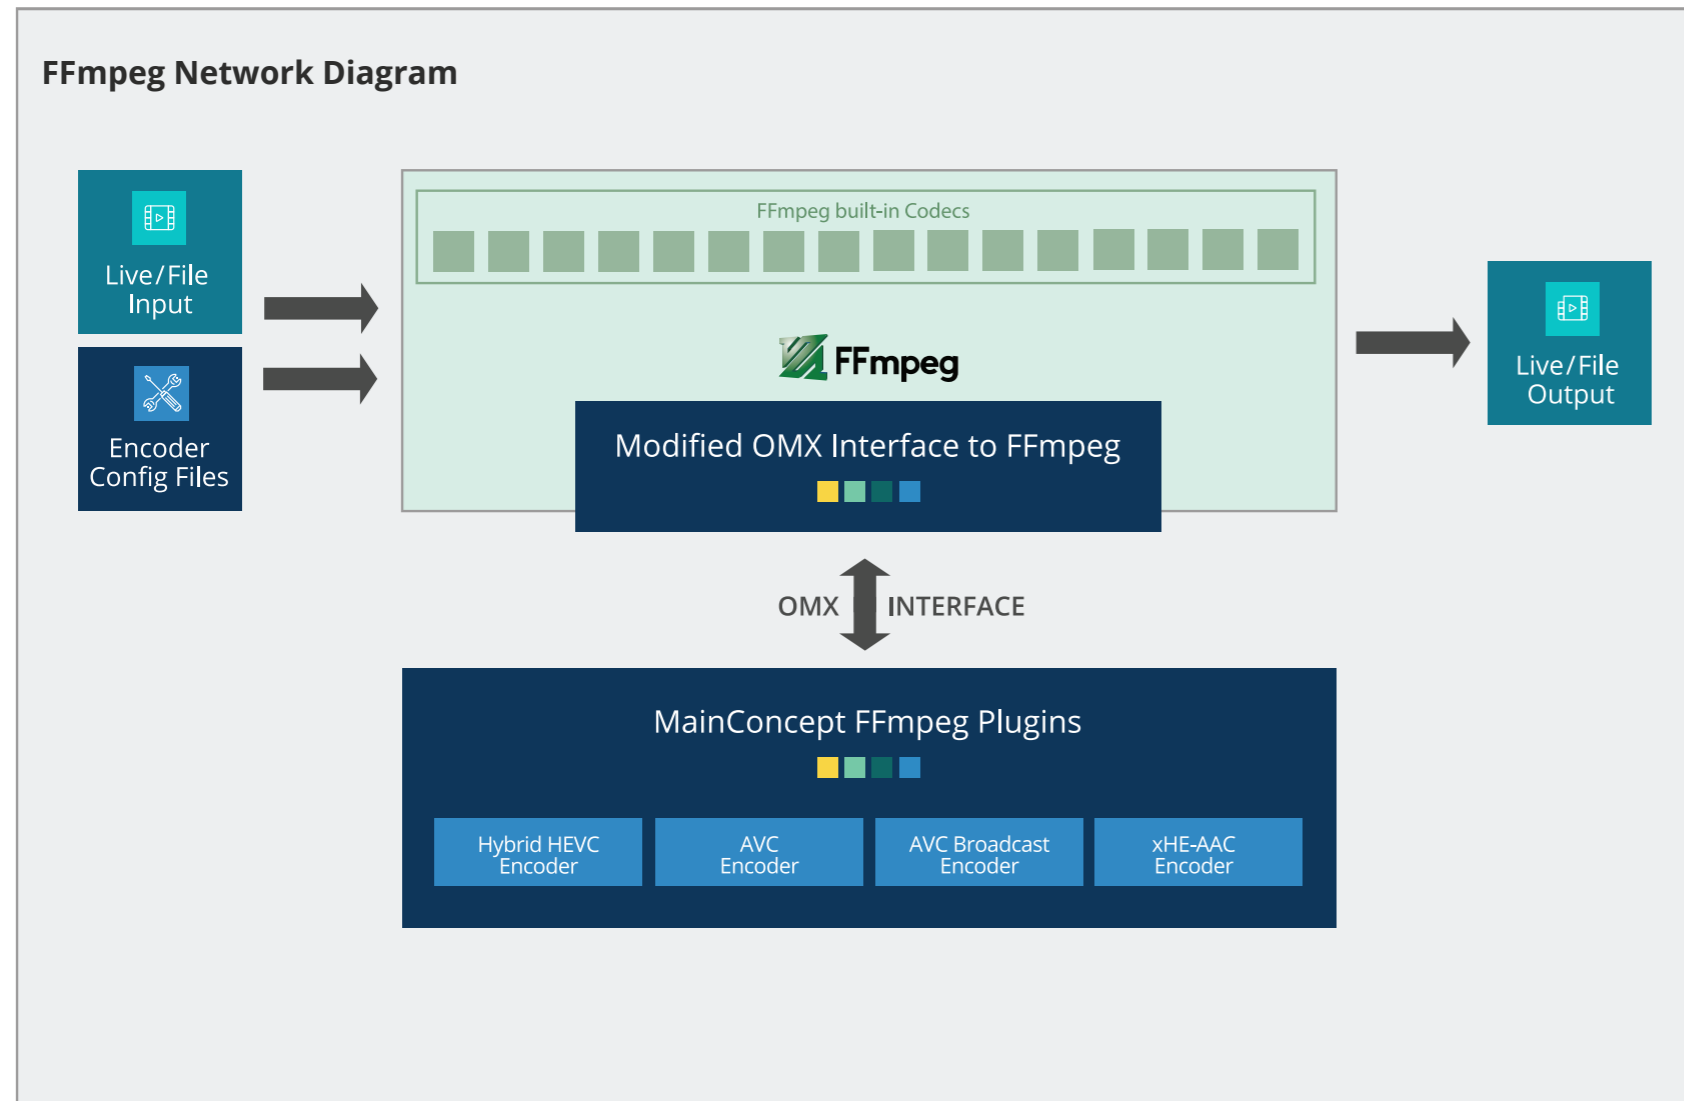 FFmpeg Network Diagram
Live/File
Input
Encoder
Config Files
FFmpeg built-in Codecs
FFmpeg
Modified OMX Interface to FFmpeg
OMX INTERFACE
MainConcept FFmpeg Plugins
Hybrid HEVC
Encoder
AVC
Encoder
AVC Broadcast
Encoder
xHE-AAC
Encoder
Live/File
Output